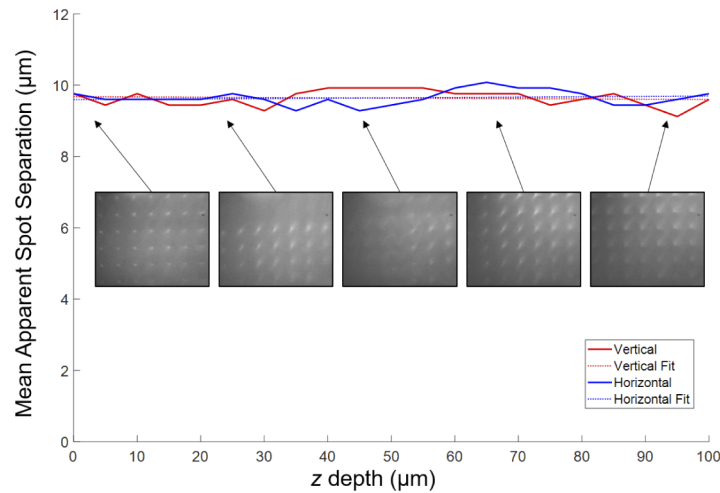 12
10
8
6
4
2
0
Mean Apparent Spot Separation (μm)
Vertical
Vertical Fit
Horizontal
Horizontal Fit
0 10 20 30 40 50 60 70 80 90 100
z depth (μm)